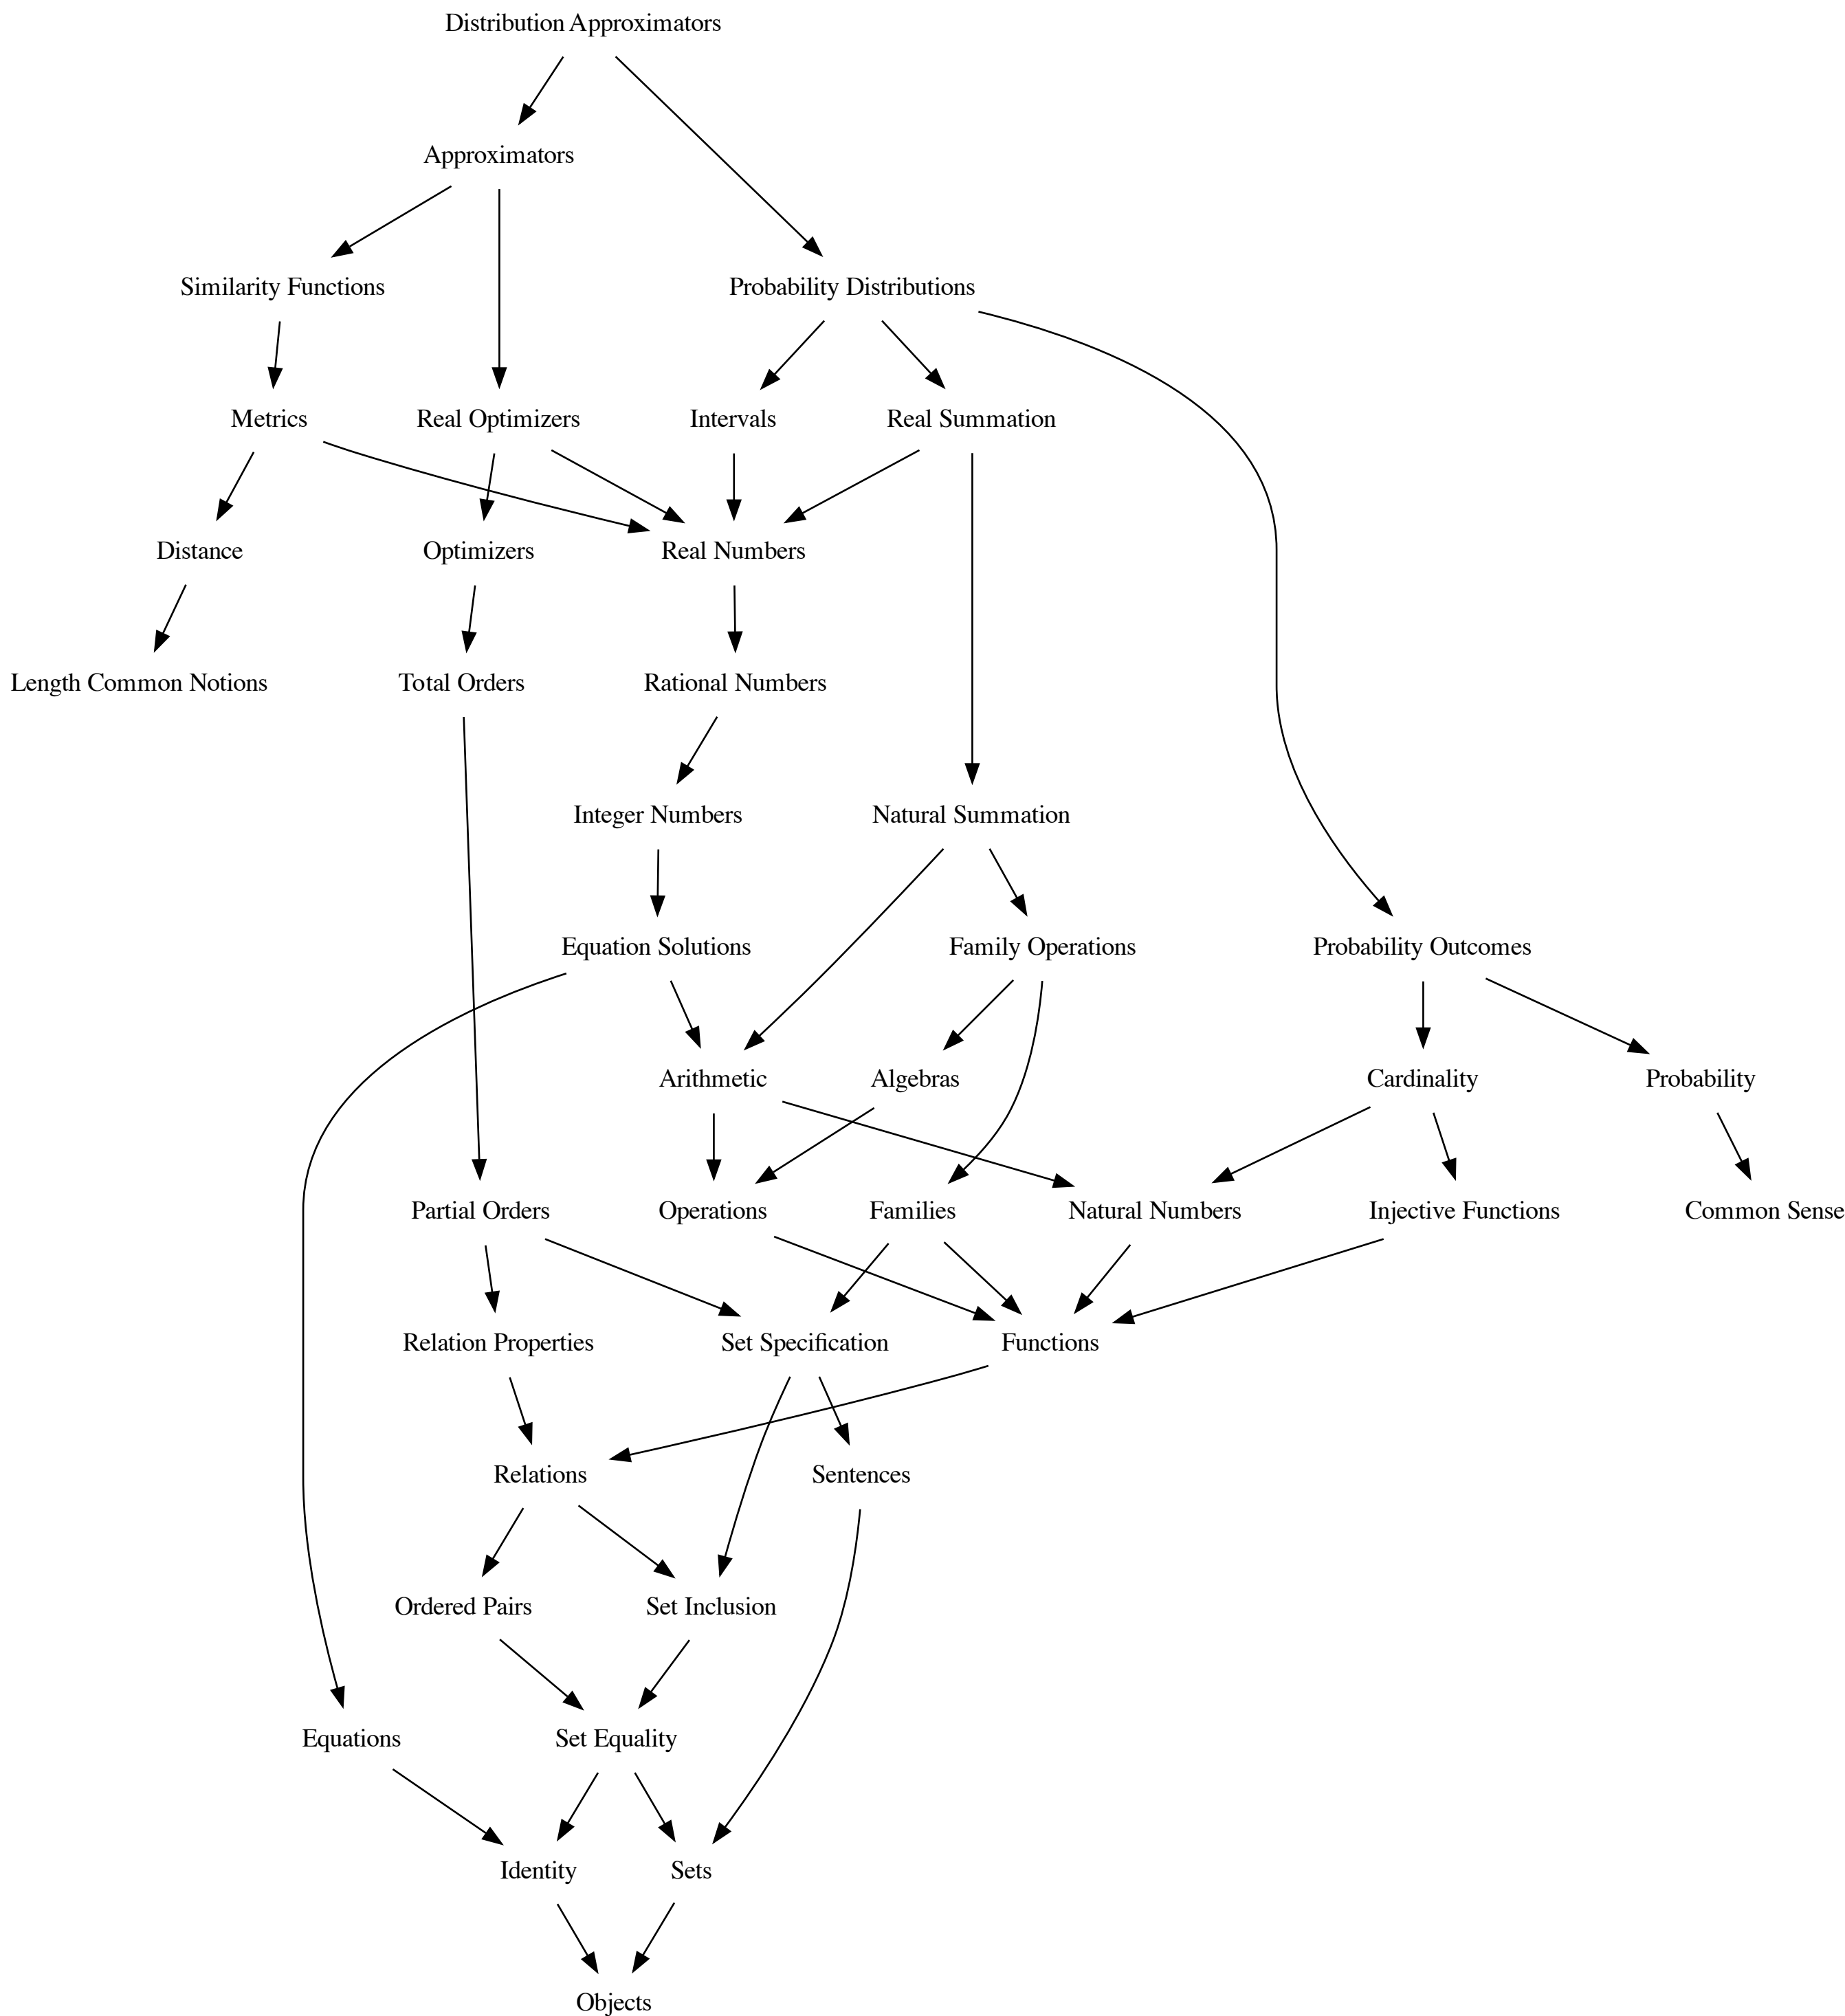 Distribution Approximators
Approximators
Similarity Functions
Probability Distributions
Metrics
Real Optimizers
Intervals
Real Summation
Distance
Optimizers
Real Numbers
Length Common Notions
Total Orders
Rational Numbers
Integer Numbers
Natural Summation
Equation Solutions
Family Operations
Probability Outcomes
Arithmetic
Algebras
Cardinality
Probability
Partial Orders
Operations
Families
Natural Numbers
Injective Functions
Common Sense
Relation Properties
Set Specification
Functions
Relations
Sentences
Ordered Pairs
Set Inclusion
Equations
Set Equality
Identity
Sets
Objects